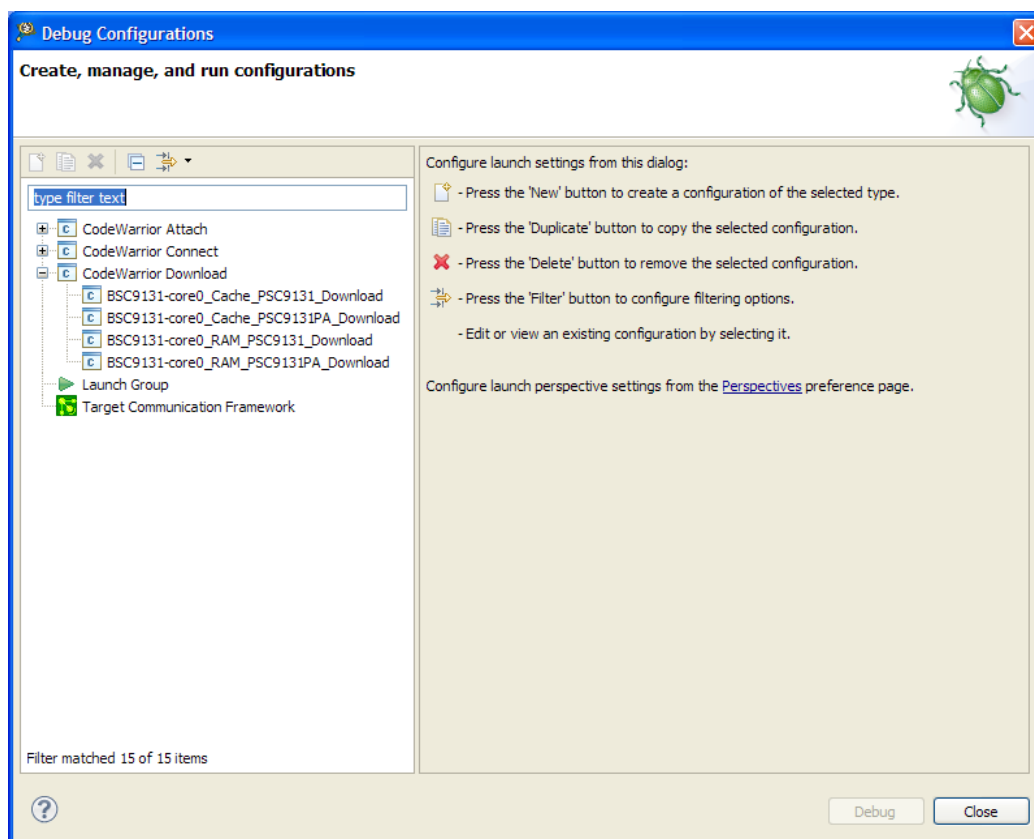 Debug Configurations
Create, manage, and run configurations
type filter text
CodeWarrior Attach
CodeWarrior Connect
CodeWarrior Download
BSC9131-core0_Cache_PSC9131_Download
BSC9131-core0_Cache_PSC9131PA_Download
BSC9131-core0_RAM_PSC9131_Download
BSC9131-core0_RAM_PSC9131PA_Download
Launch Group
Target Communication Framework
Filter matched 15 of 15 items
Configure launch settings from this dialog:
- Press the 'New' button to create a configuration of the selected type.
- Press the 'Duplicate' button to copy the selected configuration.
- Press the 'Delete' button to remove the selected configuration.
- Press the 'Filter' button to configure filtering options.
- Edit or view an existing configuration by selecting it.
Configure launch perspective settings from the Perspectives preference page.
Debug
Close